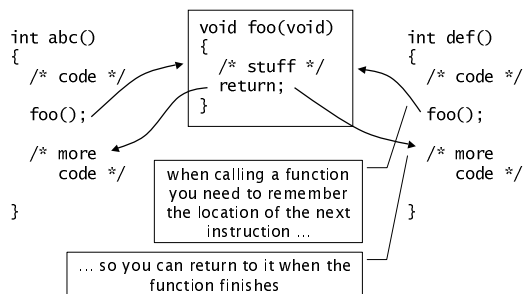 int abc()
{
/* code */
foo();
/* more
code */
}
void foo(void)
{
/* stuff */
return;
}
int def()
{
/* code */
foo();
/* more
code */
}
when calling a function
you need to remember
the location of the next
instruction ...
... so you can return to it when the
function finishes